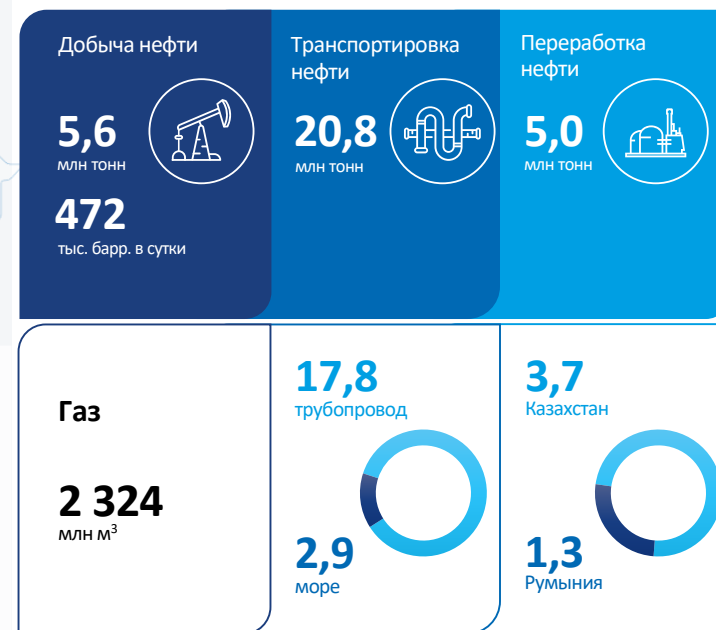 Добыча нефти
5,6
млн тонн
472
тыс. барр. в сутки
Транспортировка
нефти
20,8
млн тонн
Переработка
нефти
5,0
млн тонн
Газ
2 324
млн м³
17,8
трубопровод
2,9
море
3,7
Казахстан
1,3
Румыния